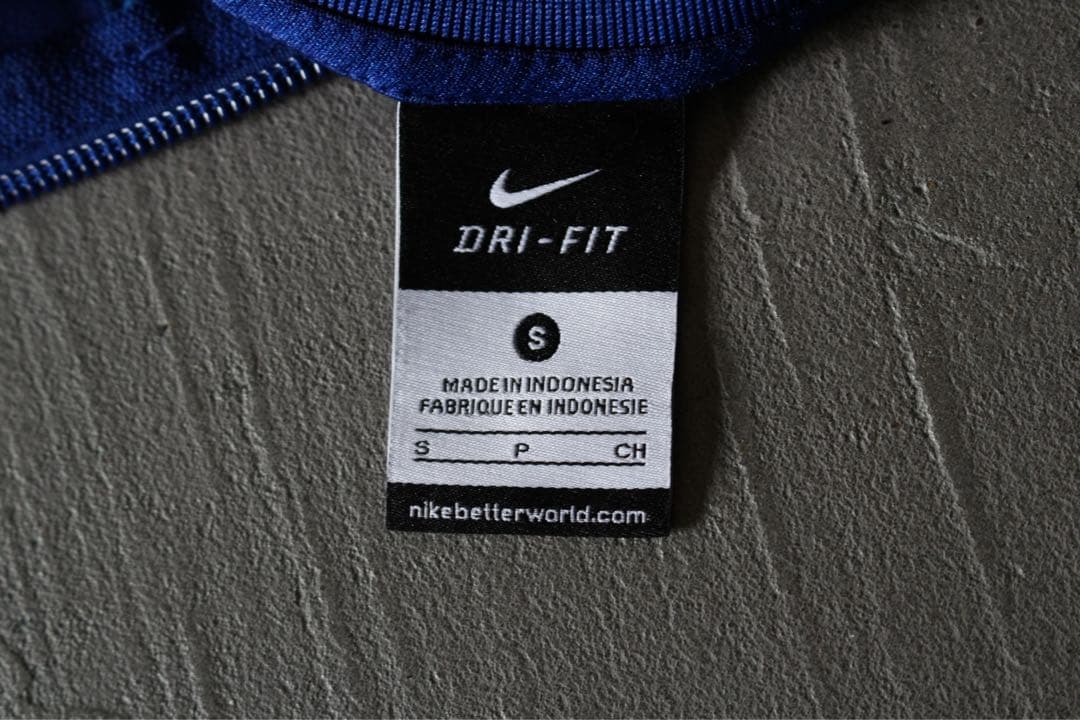 DRI-FIT
S
MADE IN INDONESIA
FABRIQUE EN INDONESIE
S P CH
nikebetterworld.com